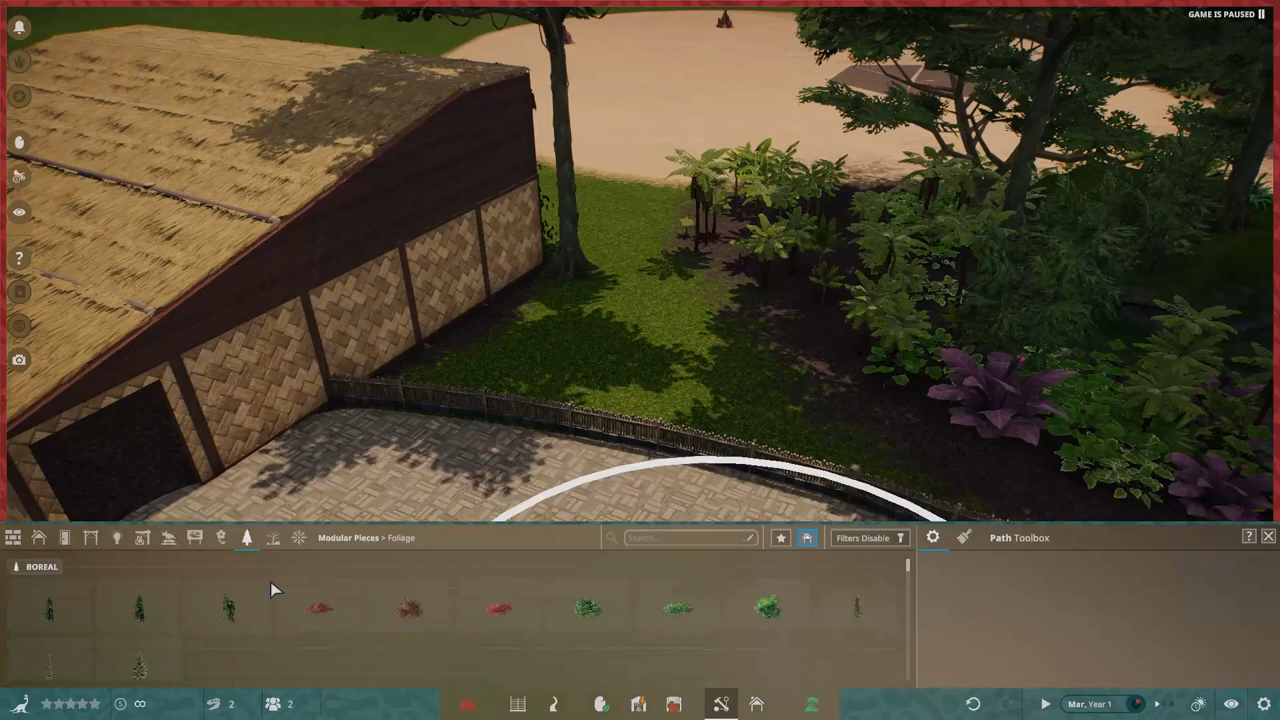 GAME IS PAUSED
Modular Pieces > Foliage
Search...
Filters Disable
Path Toolbox
?
BOREAL
?
2
2
Mar, Year 1